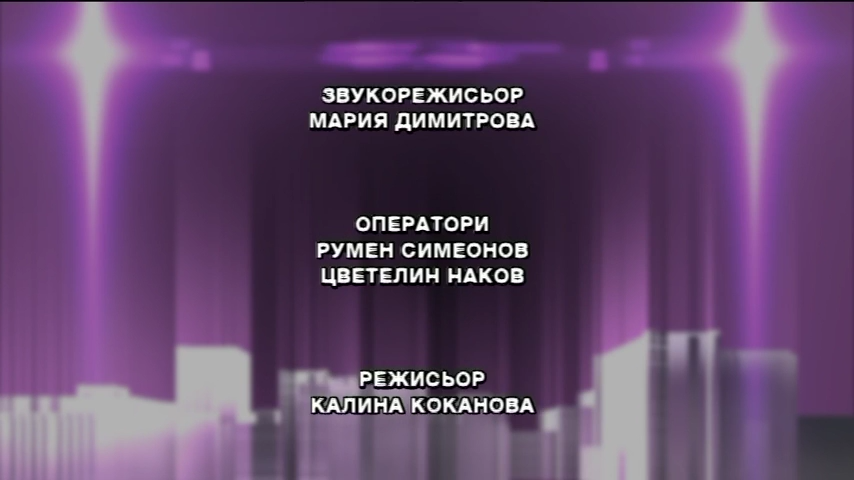 ЗВУКОРЕЖИСЬОР
МАРИЯ ДИМИТРОВА
ОПЕРАТОРИ
РУМЕН СИМЕОНОВ
ЦВЕТЕЛИН НАКОВ
РЕЖИСЬОР
КАЛИНА КОКАНОВА